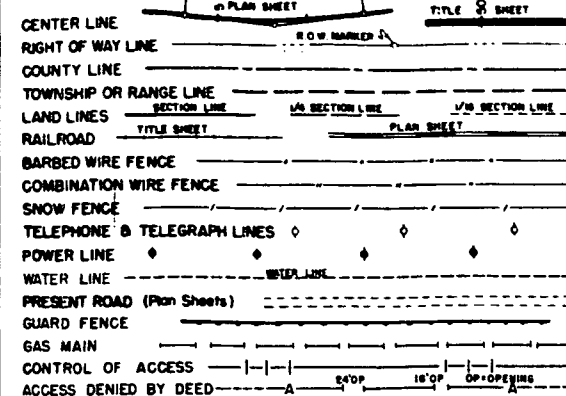 PLAN SHEET TITLE SHEET
CENTER LINE
RIGHT OF WAY LINE R.O.W. MARKER
COUNTY LINE
TOWNSHIP OR RANGE LINE
LAND LINES SECTION LINE 1/4 SECTION LINE 1/16 SECTION LINE
RAILROAD TITLE SHEET PLAN SHEET
BARBED WIRE FENCE
COMBINATION WIRE FENCE
SNOW FENCE
TELEPHONE & TELEGRAPH LINES
POWER LINE
WATER LINE WATER LINE
PRESENT ROAD (Plan Sheets)
GUARD FENCE
GAS MAIN
CONTROL OF ACCESS
ACCESS DENIED BY DEED A 24'OP 16'OP OP=OPENING A